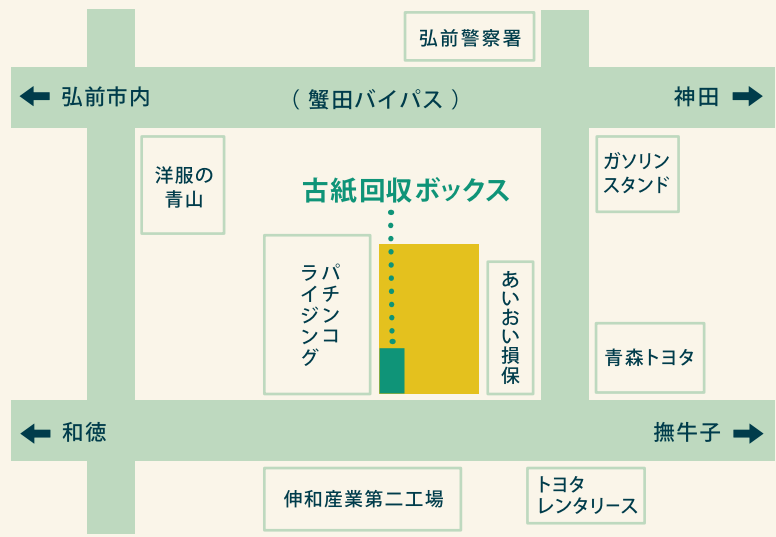 弘前警察署
弘前市内
（蟹田バイパス）
神田
洋服の
青山
ガソリン
スタンド
古紙回収ボックス
パチンコ
ライジング
あいおい損保
青森トヨタ
和徳
撫牛子
伸和産業第二工場
トヨタ
レンタリース